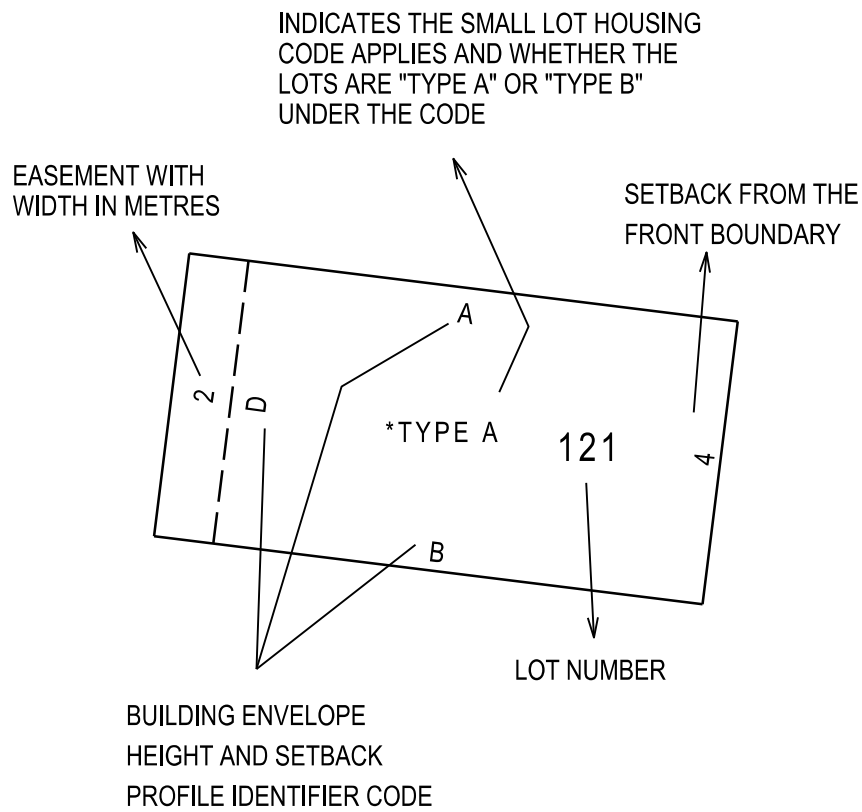 INDICATES THE SMALL LOT HOUSING
CODE APPLIES AND WHETHER THE
LOTS ARE "TYPE A" OR "TYPE B"
UNDER THE CODE
EASEMENT WITH
WIDTH IN METRES
SETBACK FROM THE
FRONT BOUNDARY
A
2
D
*TYPE A
121
4
B
LOT NUMBER
BUILDING ENVELOPE
HEIGHT AND SETBACK
PROFILE IDENTIFIER CODE